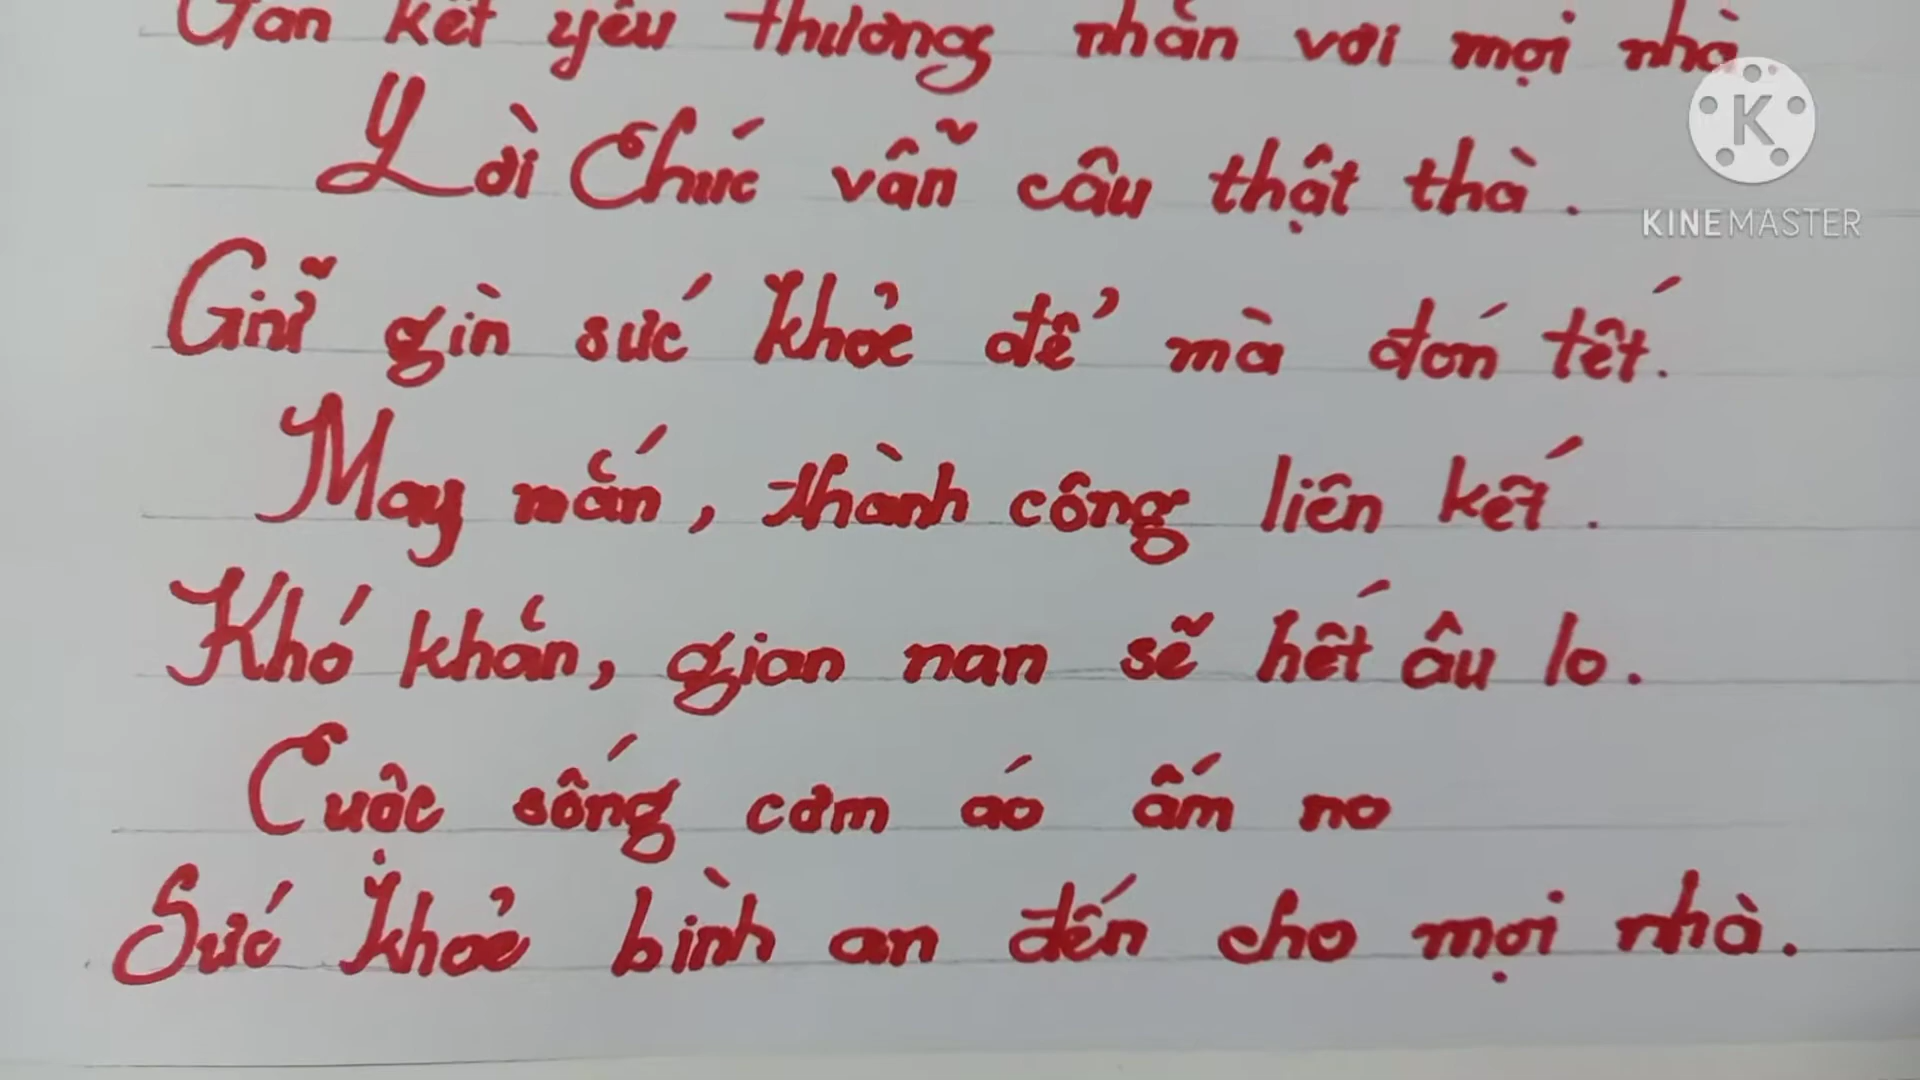 Gắn kết yêu thương nhắn với mọi nhà.
Lời Chúc vẫn câu thật thà.
KINEMASTER
Giữ gìn sức khỏe để mà đón tết.
May mắn, thành công liên kết.
Khó khăn, gian nan sẽ hết âu lo.
Cuộc sống cơm áo ấm no
Sức khỏe bình an đến cho mọi nhà.